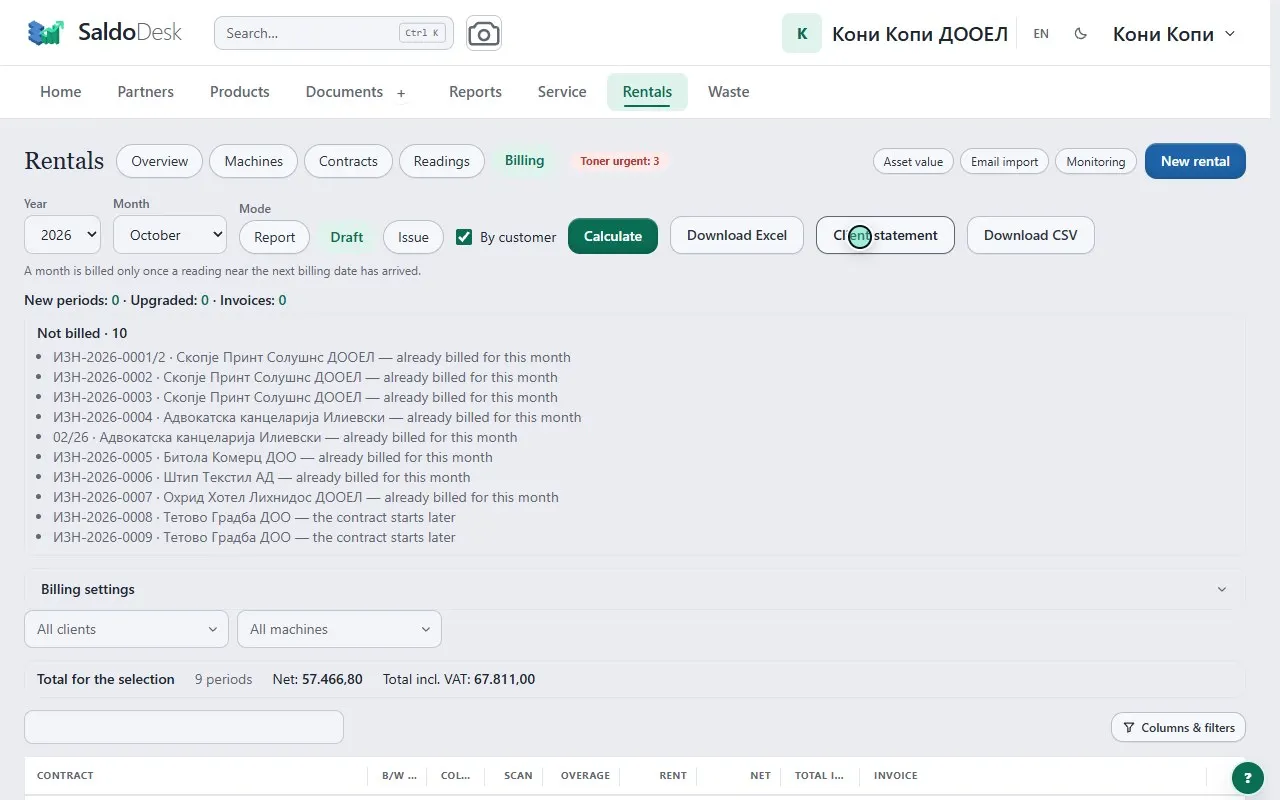 SaldoDesk
Search...
Ctrl K
K
Кони Копи ДООЕЛ
EN
Кони Копи
Home
Partners
Products
Documents +
Reports
Service
Rentals
Waste
Rentals
Overview
Machines
Contracts
Readings
Billing
Toner urgent: 3
Asset value
Email import
Monitoring
New rental
Year
Month
Mode
2026
October
Report
Draft
Issue
By customer
Calculate
Download Excel
Client statement
Download CSV
A month is billed only once a reading near the next billing date has arrived.
New periods: 0 · Upgraded: 0 · Invoices: 0
Not billed · 10
ИЗН-2026-0001/2 · Скопје Принт Солушнс ДООЕЛ — already billed for this month
ИЗН-2026-0002 · Скопје Принт Солушнс ДООЕЛ — already billed for this month
ИЗН-2026-0003 · Скопје Принт Солушнс ДООЕЛ — already billed for this month
ИЗН-2026-0004 · Адвокатска канцеларија Илиевски — already billed for this month
02/26 · Адвокатска канцеларија Илиевски — already billed for this month
ИЗН-2026-0005 · Битола Комерц ДОО — already billed for this month
ИЗН-2026-0006 · Штип Текстил АД — already billed for this month
ИЗН-2026-0007 · Охрид Хотел Лихнидос ДООЕЛ — already billed for this month
ИЗН-2026-0008 · Тетово Градба ДОО — the contract starts later
ИЗН-2026-0009 · Тетово Градба ДОО — the contract starts later
Billing settings
All clients
All machines
Total for the selection 9 periods Net: 57.466,80 Total incl. VAT: 67.811,00
Columns & filters
CONTRACT B/W ... COL... SCAN OVERAGE RENT NET TOTAL I... INVOICE
?